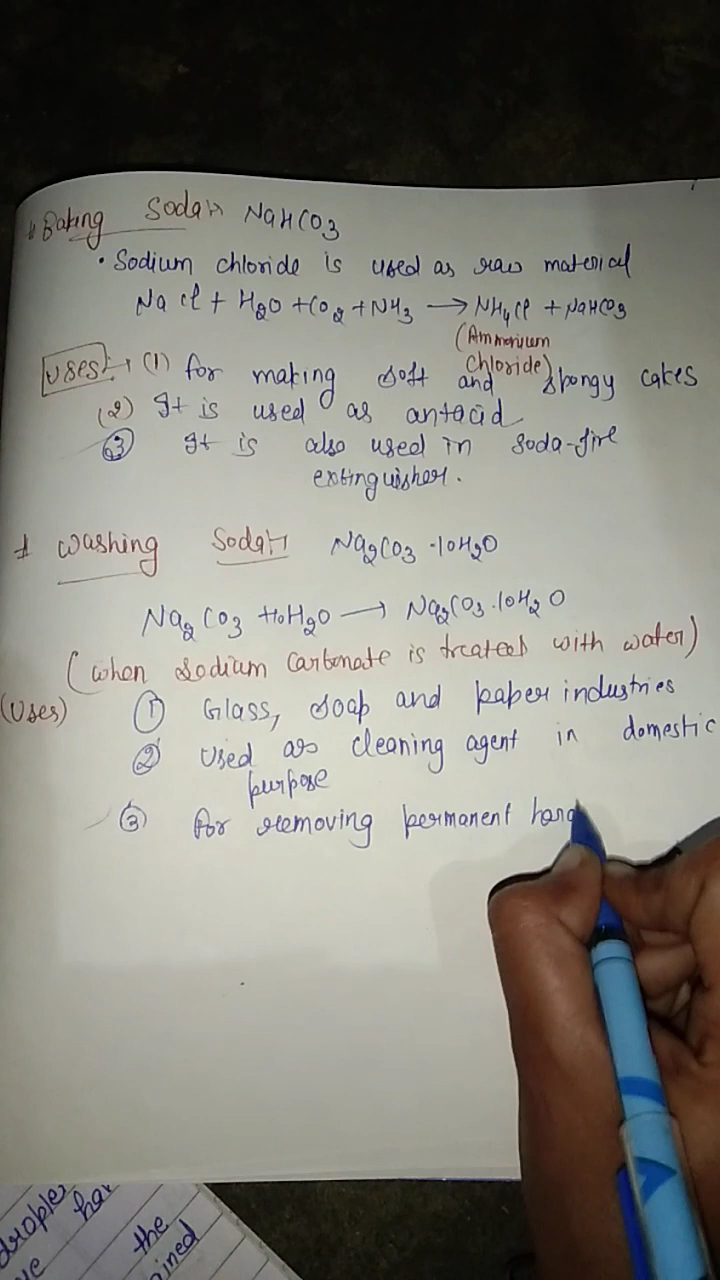 # Baking Soda:- NaHCO3
• Sodium chloride is used as raw material
NaCl + H2O + CO2 + NH3 → NH4Cl + NaHCO3
(Ammonium Chloride)
Uses:- (1) for making soft and spongy cakes
(2) It is used as antacid
(3) It is also used in soda-fire
extinguisher.
# Washing Soda:- Na2CO3 .10H2O
Na2CO3 +10H2O → Na2CO3.10H2O
(when sodium carbonate is treated with water)
(Uses) (1) Glass, soap and paper industries
(2) Used as cleaning agent in domestic
purpose
(3) for removing permanent hard
droplet
ha
the
ined